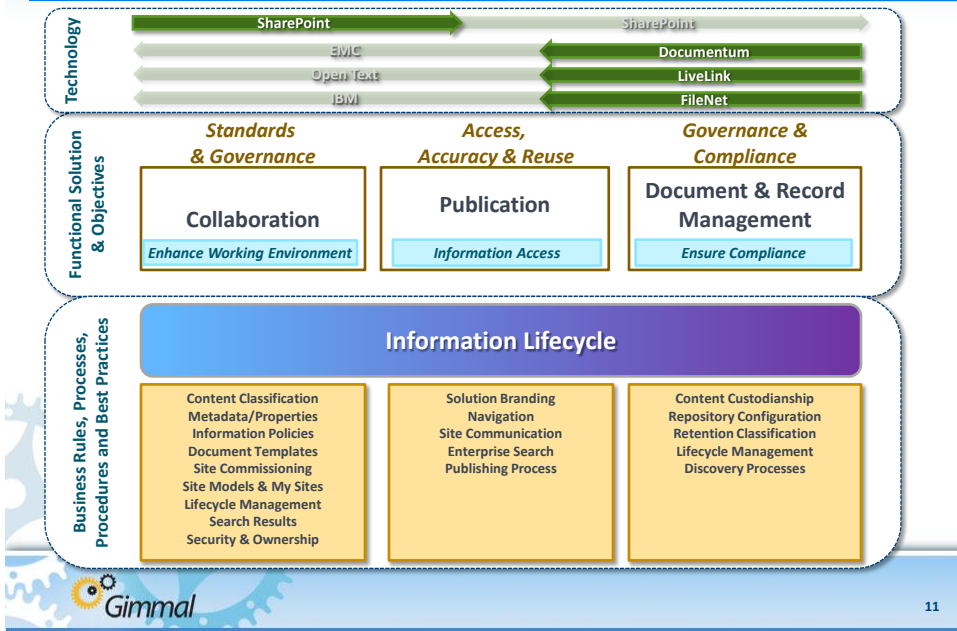 Technology
SharePoint
SharePoint
EMC
Documentum
Open Text
LiveLink
IBM
FileNet
Functional Solution
& Objectives
Standards
& Governance
Access,
Accuracy & Reuse
Governance &
Compliance
Collaboration
Enhance Working Environment
Publication
Information Access
Document & Record
Management
Ensure Compliance
Business Rules, Processes,
Procedures and Best Practices
Information Lifecycle
Content Classification
Metadata/Properties
Information Policies
Document Templates
Site Commissioning
Site Models & My Sites
Lifecycle Management
Search Results
Security & Ownership
Solution Branding
Navigation
Site Communication
Enterprise Search
Publishing Process
Content Custodianship
Repository Configuration
Retention Classification
Lifecycle Management
Discovery Processes
Gimmal
11